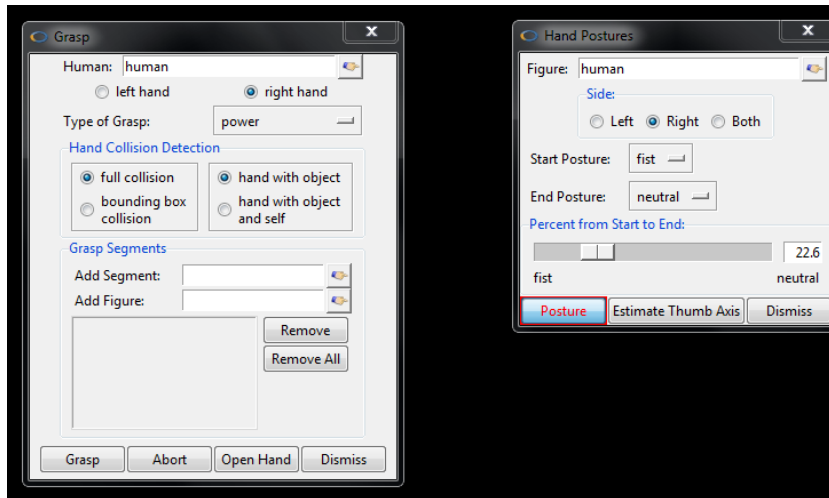 Grasp
x
Human: human
left hand right hand
Type of Grasp: power
Hand Collision Detection
full collision
bounding box
collision
hand with object
hand with object
and self
Grasp Segments
Add Segment:
Add Figure:
Remove
Remove All
Grasp Abort Open Hand Dismiss
Hand Postures
x
Figure: human
Side:
Left Right Both
Start Posture: fist
End Posture: neutral
Percent from Start to End:
22.6
fist neutral
Posture Estimate Thumb Axis Dismiss